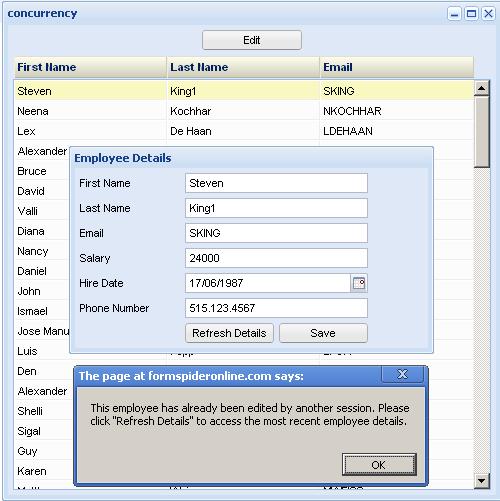 concurrency
Edit
First Name Last Name Email
Steven King1 SKING
Neena Kochhar NKOCHHAR
Lex De Haan LDEHAAN
Alexander
Bruce
David
Valli
Diana
Nancy
Daniel
John
Ismael
Jose Manu
Luis
Den
Alexander
Shelli
Sigal
Guy
Karen
Employee Details
First Name Steven
Last Name King1
Email SKING
Salary 24000
Hire Date 17/06/1987
Phone Number 515.123.4567
Refresh Details Save
The page at formspideronline.com says:
This employee has already been edited by another session. Please
click "Refresh Details" to access the most recent employee details.
OK